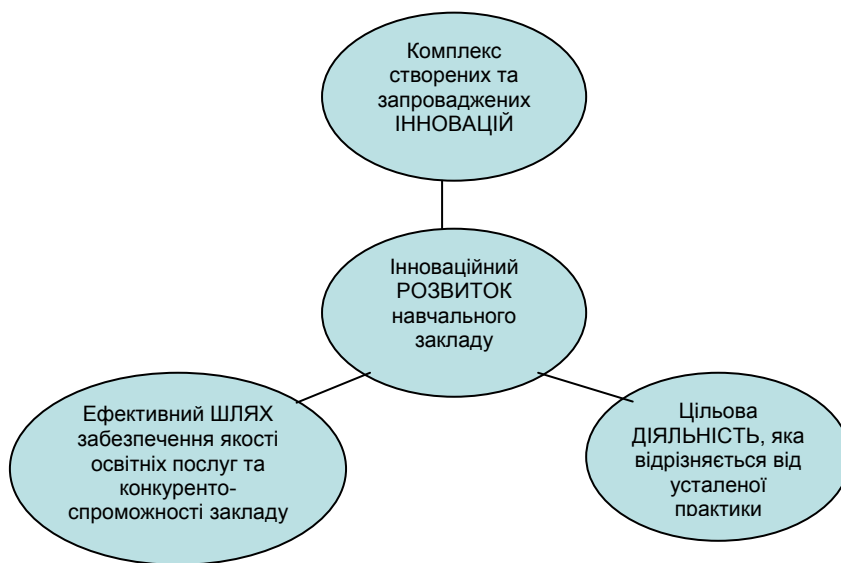 Комплекс
створених та
запроваджених
ІННОВАЦІЙ
Інноваційний
РОЗВИТОК
навчального
закладу
Ефективний ШЛЯХ
забезпечення якості
освітніх послуг та
конкуренто-
спроможності закладу
Цільова
ДІЯЛЬНІСТЬ, яка
відрізняється від
усталеної
практики